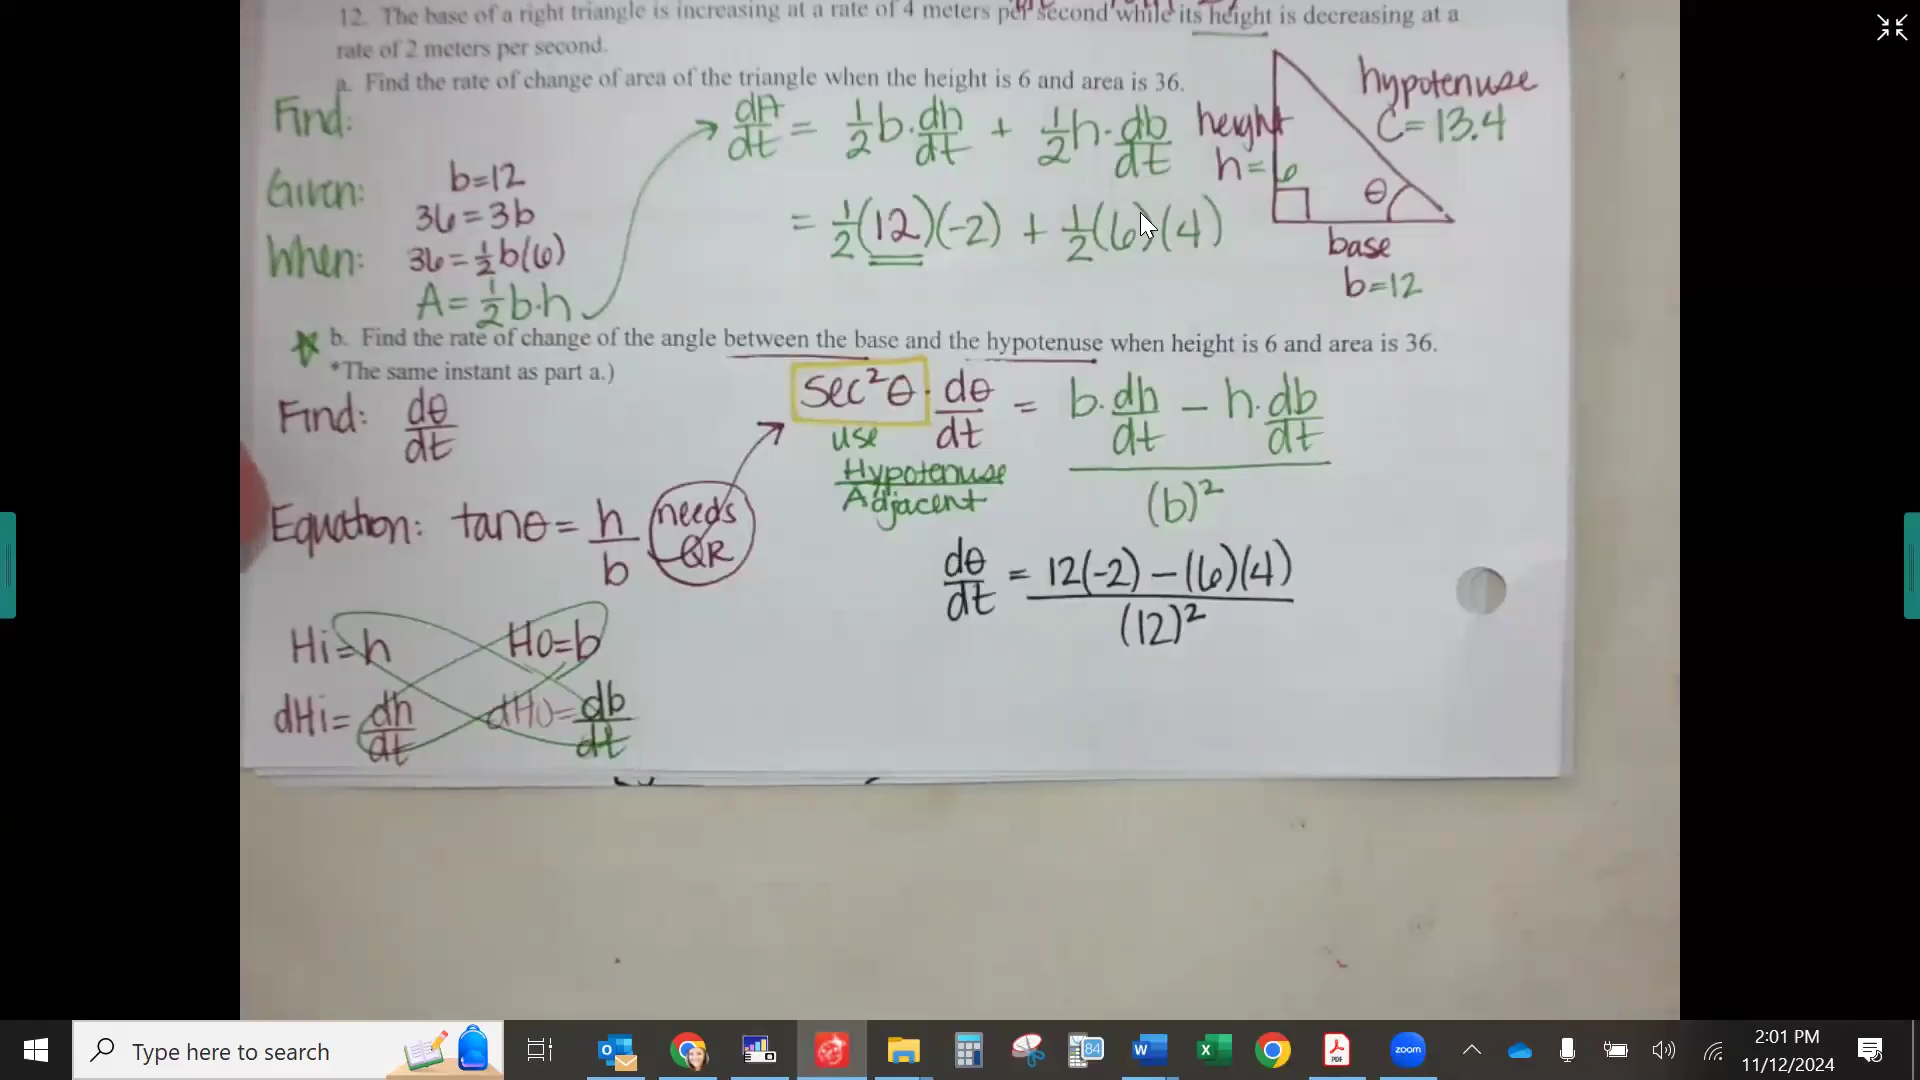 12. The base of a right triangle is increasing at a rate of 4 meters per second while its height is decreasing at a
rate of 2 meters per second.
a. Find the rate of change of area of the triangle when the height is 6 and area is 36.
Find:
Given:
When:
b=12
36=3b
36=½b(6)
A=½b·h
dA/dt = ½b·dh/dt + ½h·db/dt
= ½(12)(-2) + ½(6)(4)
height
h=6
hypotenuse
C=13.4
θ
base
b=12
b. Find the rate of change of the angle between the base and the hypotenuse when height is 6 and area is 36.
*The same instant as part a.)
Find: dθ/dt
sec²θ · dθ/dt = b·dh/dt − h·db/dt
(b)²
use
Hypotenuse
Adjacent
Equation: tanθ = h/b
needs
QR
dθ/dt = 12(-2) − (6)(4)
(12)²
Hi=h
Ho=b
dHi= dh/dt
dHo= db/dt
Type here to search
84
zoom
2:01 PM
11/12/2024